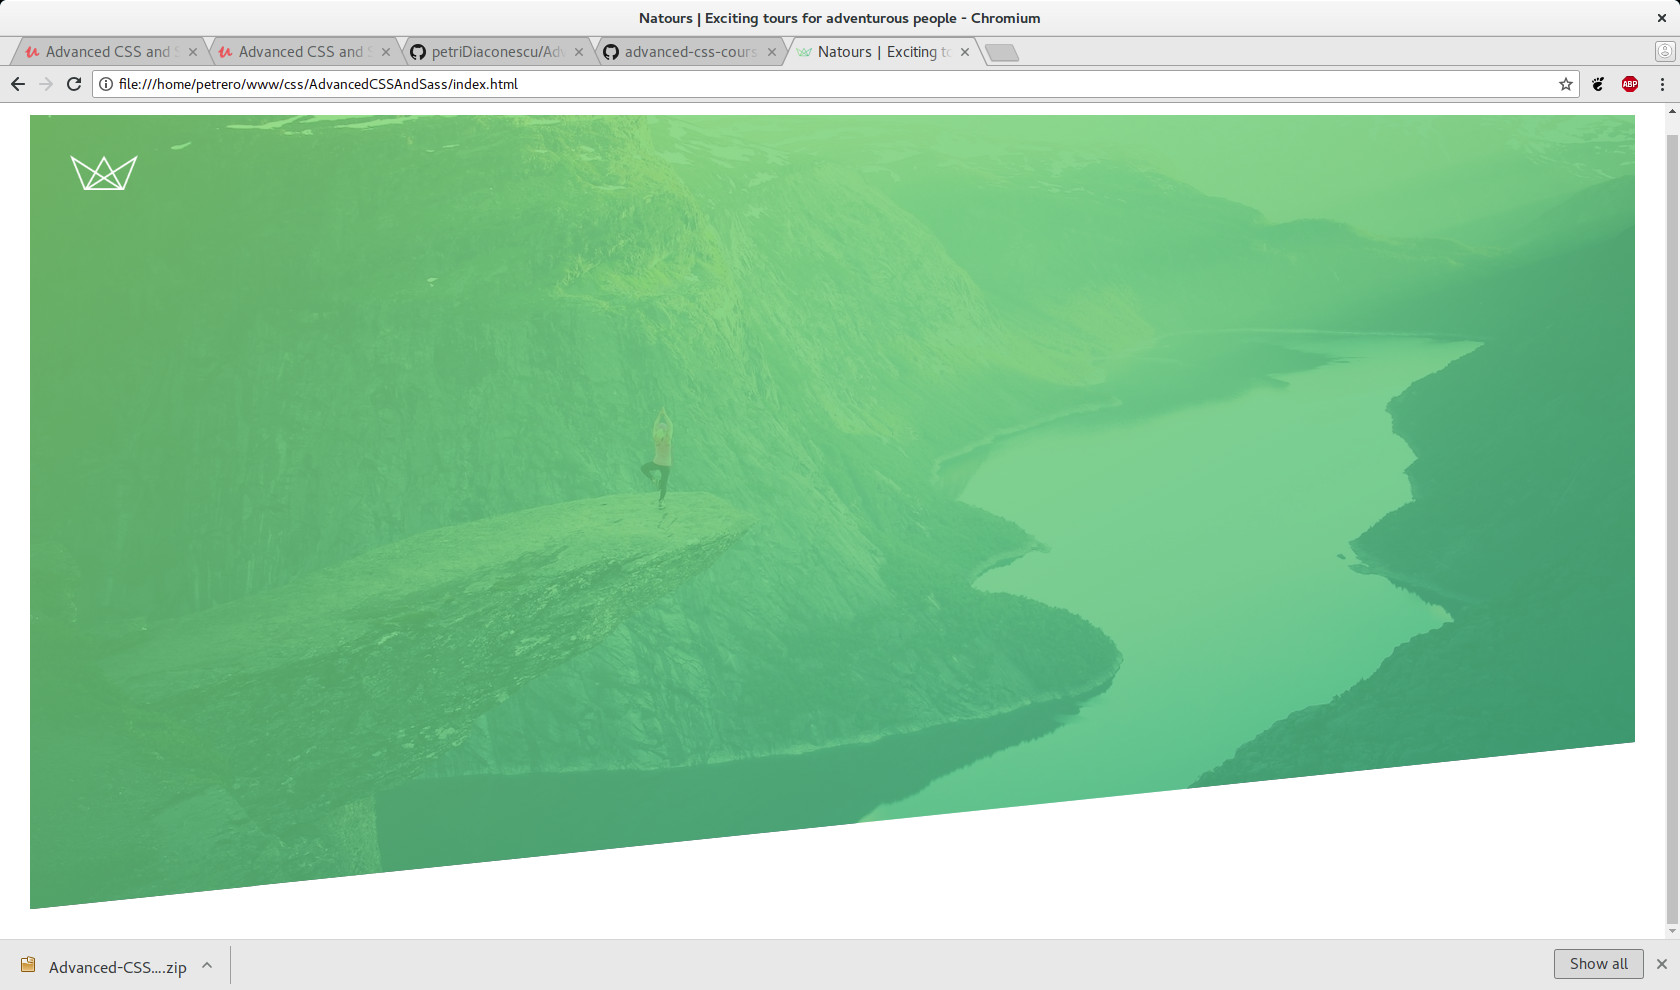 Natours | Exciting tours for adventurous people - Chromium
Advanced CSS and S
Advanced CSS and S
petriDiaconescu/Adv
advanced-css-cours
Natours | Exciting to
file:///home/petrero/www/css/AdvancedCSSAndSass/index.html
ABP
Advanced-CSS....zip
Show all